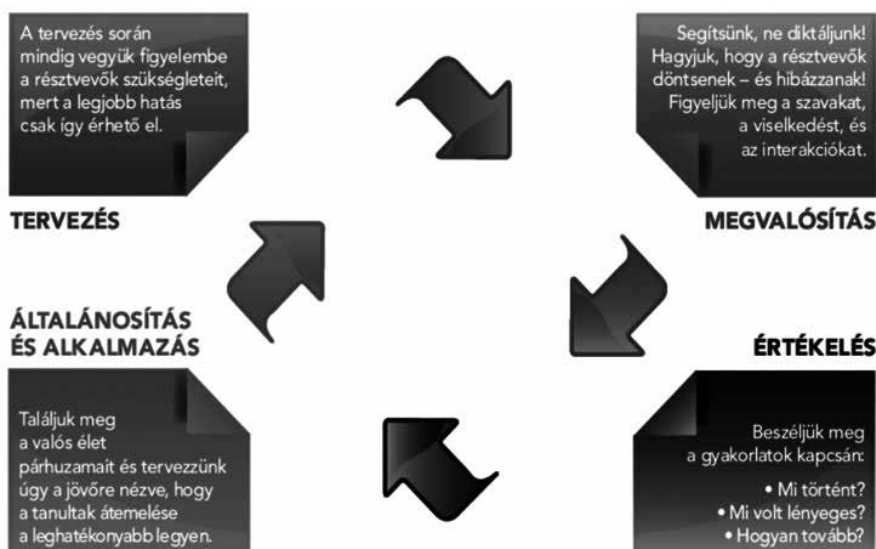 A tervezés során
mindig vegyük figyelembe
a résztvevők szükségleteit,
mert a legjobb hatás
csak így érhető el.
TERVEZÉS
Segítsünk, ne diktáljunk!
Hagyjuk, hogy a résztvevők
döntsenek – és hibázzanak!
Figyeljük meg a szavakat,
a viselkedést, és
az interakciókat.
MEGVALÓSÍTÁS
ÁLTALÁNOSÍTÁS
ÉS ALKALMAZÁS
Találjuk meg
a valós élet
párhuzamait és tervezzünk
úgy a jövőre nézve, hogy
a tanultak átemelése
a leghatékonyabb legyen.
ÉRTÉKELÉS
Beszéljük meg
a gyakorlatok kapcsán:
• Mi történt?
• Mi volt lényeges?
• Hogyan tovább?